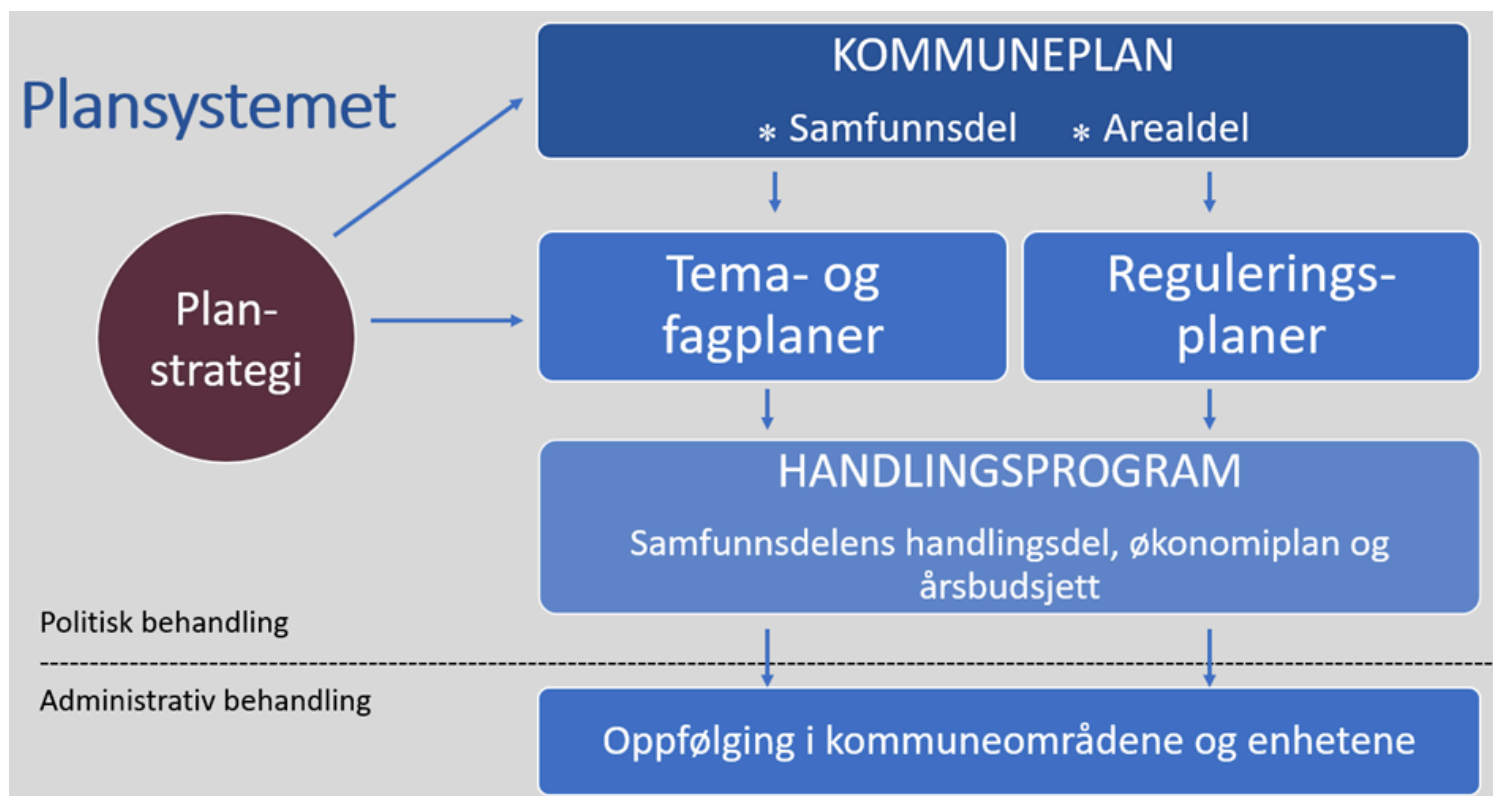 Plansystemet
KOMMUNEPLAN
* Samfunnsdel * Arealdel
Plan-
strategi
Tema- og
fagplaner
Regulerings-
planer
HANDLINGSPROGRAM
Samfunnsdelens handlingsdel, økonomiplan og
årsbudsjett
Politisk behandling
Administrativ behandling
Oppfølging i kommuneområdene og enhetene